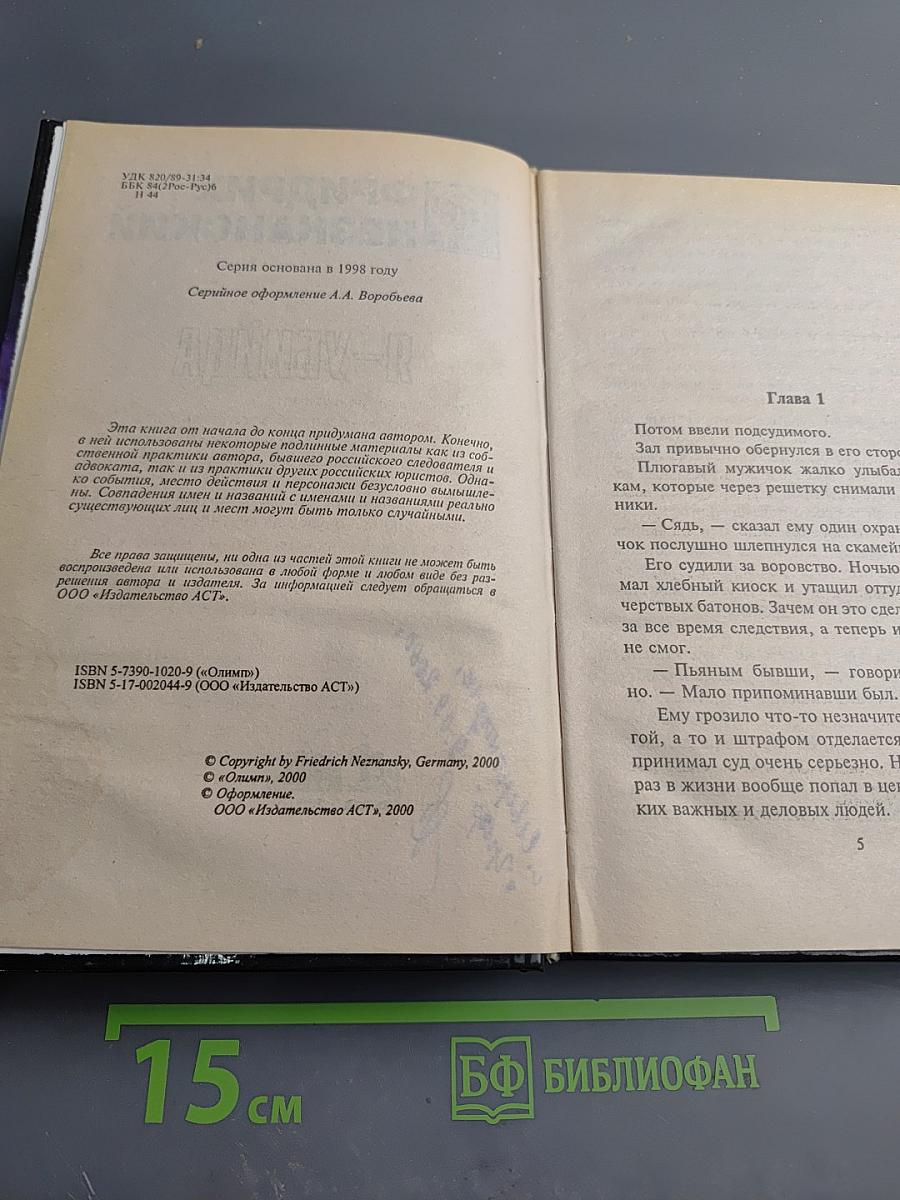 УДК 820/89-31:34
ББК 84(2Рос-Рус)6
Н 44
Серия основана в 1998 году
Серийное оформление А.А. Воробьева
Эта книга от начала до конца придумана автором. Конечно,
в ней использованы некоторые подлинные материалы как из соб-
ственной практики автора, бывшего российского следователя и
адвоката, так и из практики других российских юристов. Одна-
ко события, место действия и персонажи безусловно вымышле-
ны. Совпадения имен и названий с именами и названиями реально
существующих лиц и мест могут быть только случайными.
Все права защищены, ни одна из частей этой книги не может быть
воспроизведена или использована в любой форме и любом виде без раз-
решения автора и издателя. За информацией следует обращаться в
ООО «Издательство АСТ».
ISBN 5-7390-1020-9 («Олимп»)
ISBN 5-17-002044-9 (ООО «Издательство АСТ»)
© Copyright by Friedrich Neznansky, Germany, 2000
© «Олимп», 2000
© Оформление.
ООО «Издательство АСТ», 2000
Глава 1
Потом ввели подсудимого.
Зал привычно обернулся в его сторо
Плюгавый мужичок жалко улыбал
кам, которые через решетку снимали
ники.
— Сядь, — сказал ему один охран
чок послушно шлепнулся на скамей
Его судили за воровство. Ночью
мал хлебный киоск и утащил оттуд
черствых батонов. Зачем он это сдел
за все время следствия, а теперь и
не смог.
— Пьяным бывши, — говори
но. — Мало припоминавши был.
Ему грозило что-то незначите
гой, а то и штрафом отделается
принимал суд очень серьезно. Н
раз в жизни вообще попал в цен
ких важных и деловых людей.
5
15 см
БФ БИБЛИОФАН